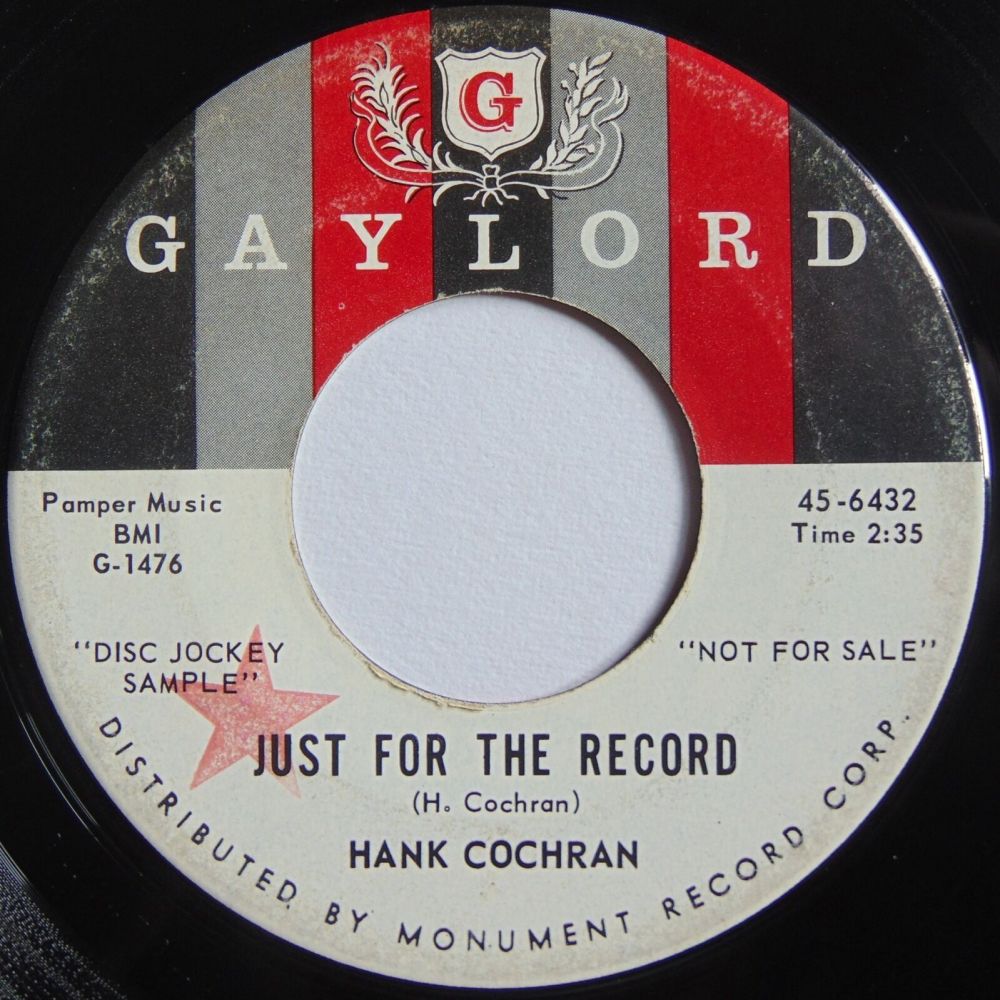 G
GAYLORD
Pamper Music
BMI
G-1476
45-6432
Time 2:35
"DISC JOCKEY
SAMPLE"
"NOT FOR SALE"
JUST FOR THE RECORD
(H. Cochran)
HANK COCHRAN
DISTRIBUTED BY MONUMENT RECORD CORP.